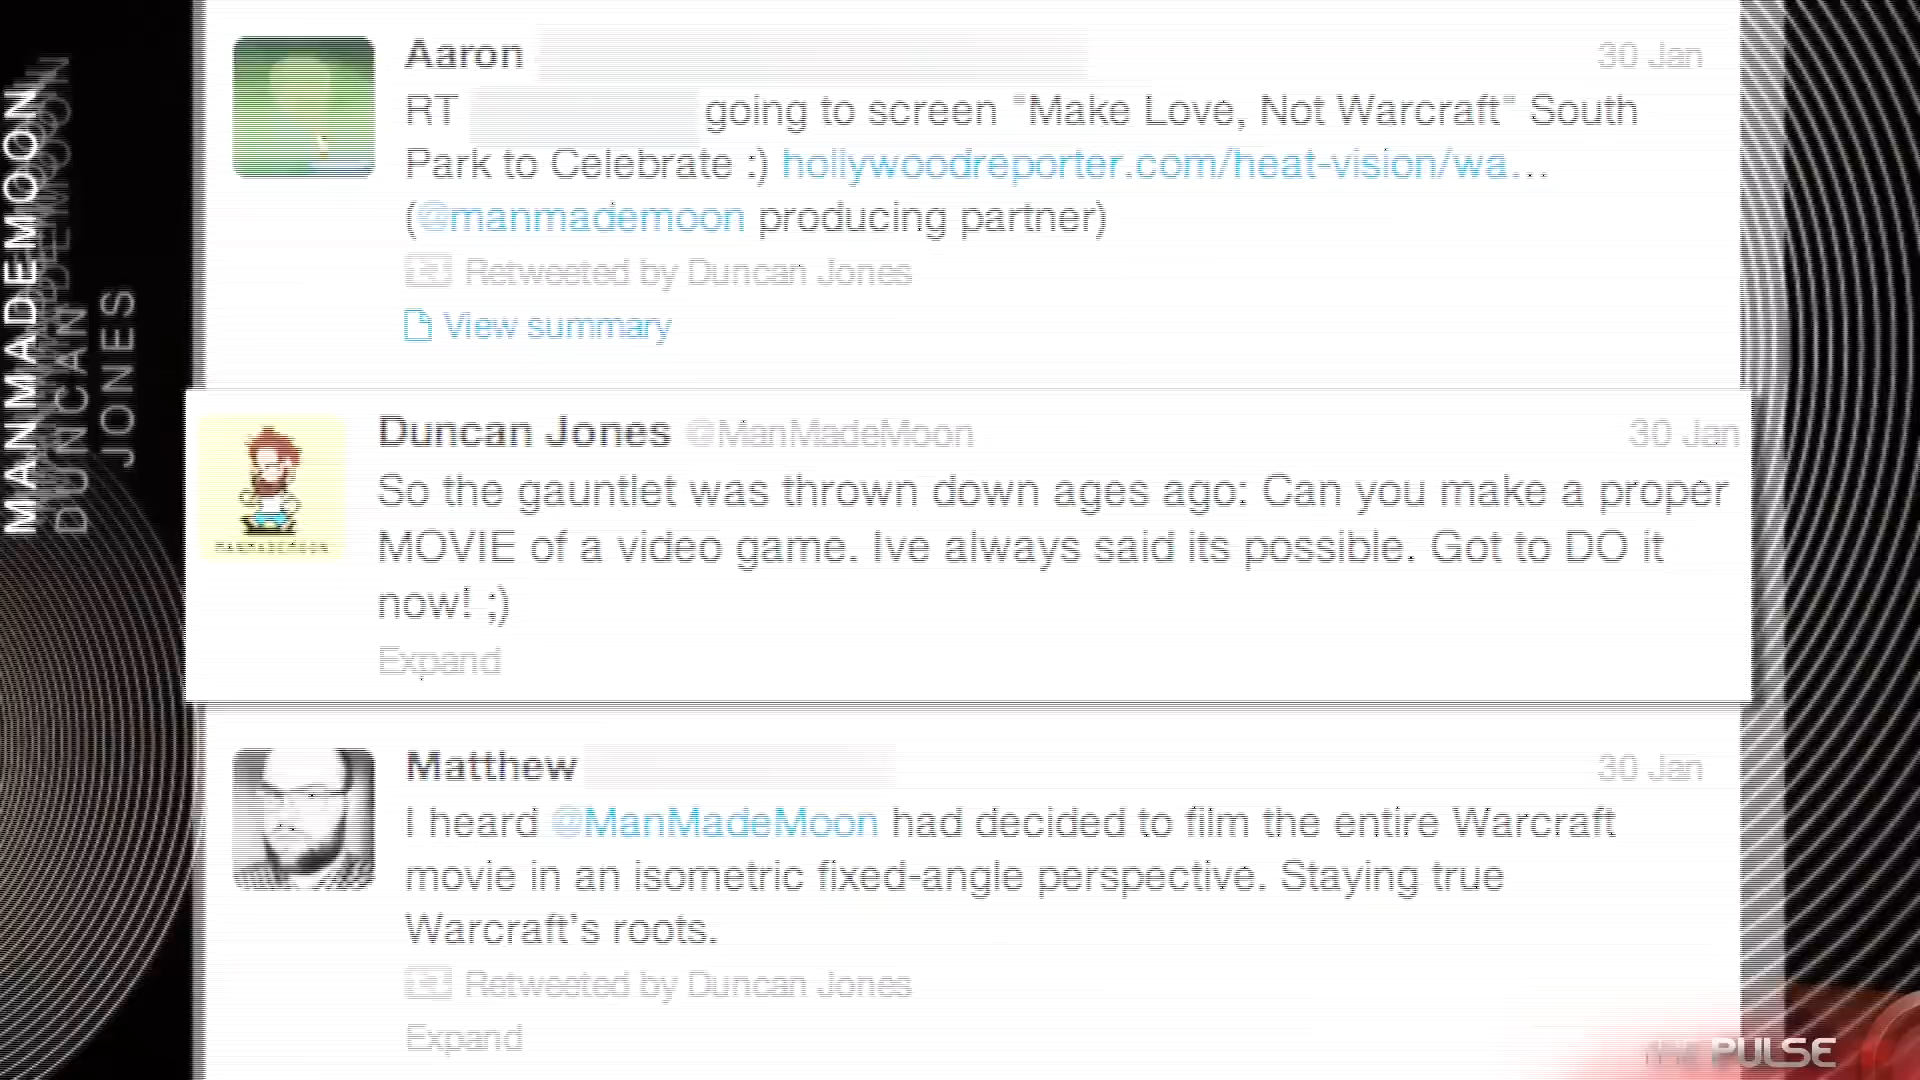 MANMADEMOON
DUNCAN
JONES
Aaron
30 Jan
RT going to screen "Make Love, Not Warcraft" South
Park to Celebrate :) hollywoodreporter.com/heat-vision/wa...
(@manmademoon producing partner)
Retweeted by Duncan Jones
View summary
Duncan Jones @ManMadeMoon
30 Jan
So the gauntlet was thrown down ages ago: Can you make a proper
MOVIE of a video game. Ive always said its possible. Got to DO it
now! ;)
Expand
MANMADEMOON
Matthew
30 Jan
I heard @ManMadeMoon had decided to film the entire Warcraft
movie in an isometric fixed-angle perspective. Staying true
Warcraft's roots.
Retweeted by Duncan Jones
Expand
THE PULSE